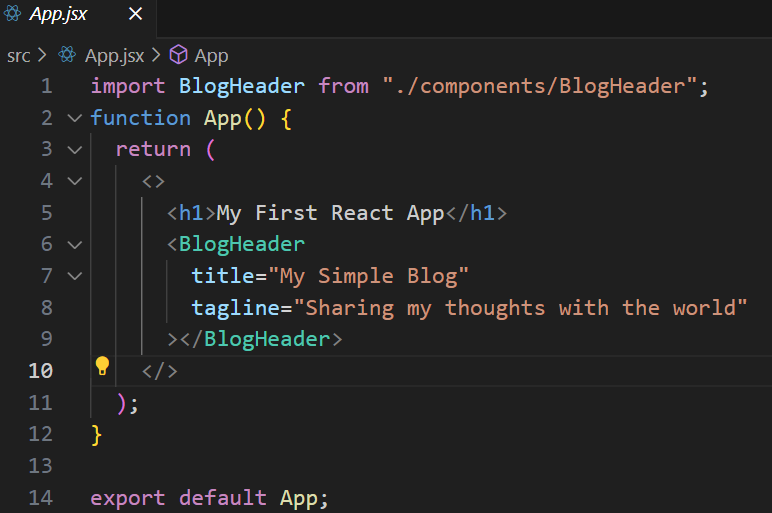 App.jsx
src > App.jsx > App
1 import BlogHeader from "./components/BlogHeader";
2 function App() {
3 return (
4 <>
5 <h1>My First React App</h1>
6 <BlogHeader
7 title="My Simple Blog"
8 tagline="Sharing my thoughts with the world"
9 ></BlogHeader>
10 </>
11 );
12 }
13
14 export default App;